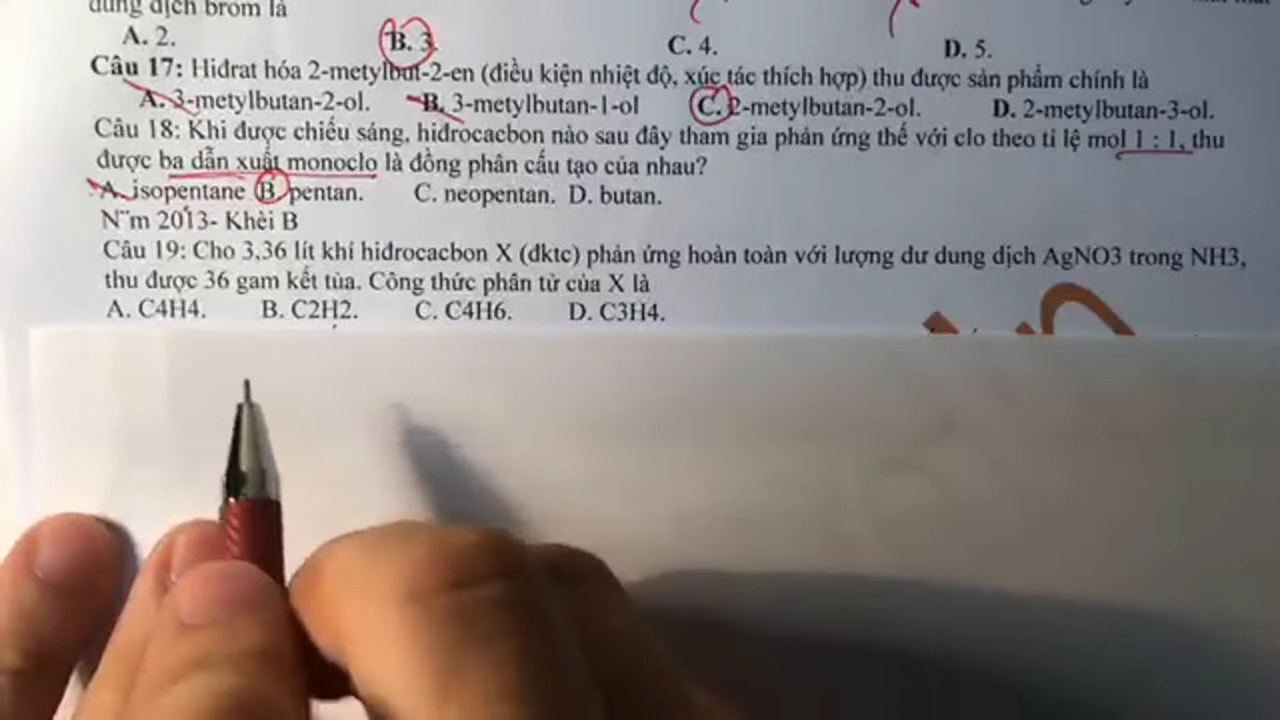 dung dịch brom là
A. 2. B. 3. C. 4. D. 5.
Câu 17: Hiđrat hóa 2-metylbut-2-en (điều kiện nhiệt độ, xúc tác thích hợp) thu được sản phẩm chính là
A. 3-metylbutan-2-ol. B. 3-metylbutan-1-ol C. 2-metylbutan-2-ol. D. 2-metylbutan-3-ol.
Câu 18: Khi được chiếu sáng, hiđrocacbon nào sau đây tham gia phản ứng thế với clo theo tỉ lệ mol 1 : 1, thu
được ba dẫn xuất monoclo là đồng phân cấu tạo của nhau?
A. isopentane B. pentan. C. neopentan. D. butan.
N¨m 2013- Khèi B
Câu 19: Cho 3,36 lít khí hiđrocacbon X (đktc) phản ứng hoàn toàn với lượng dư dung dịch AgNO3 trong NH3,
thu được 36 gam kết tủa. Công thức phân tử của X là
A. C4H4. B. C2H2. C. C4H6. D. C3H4.